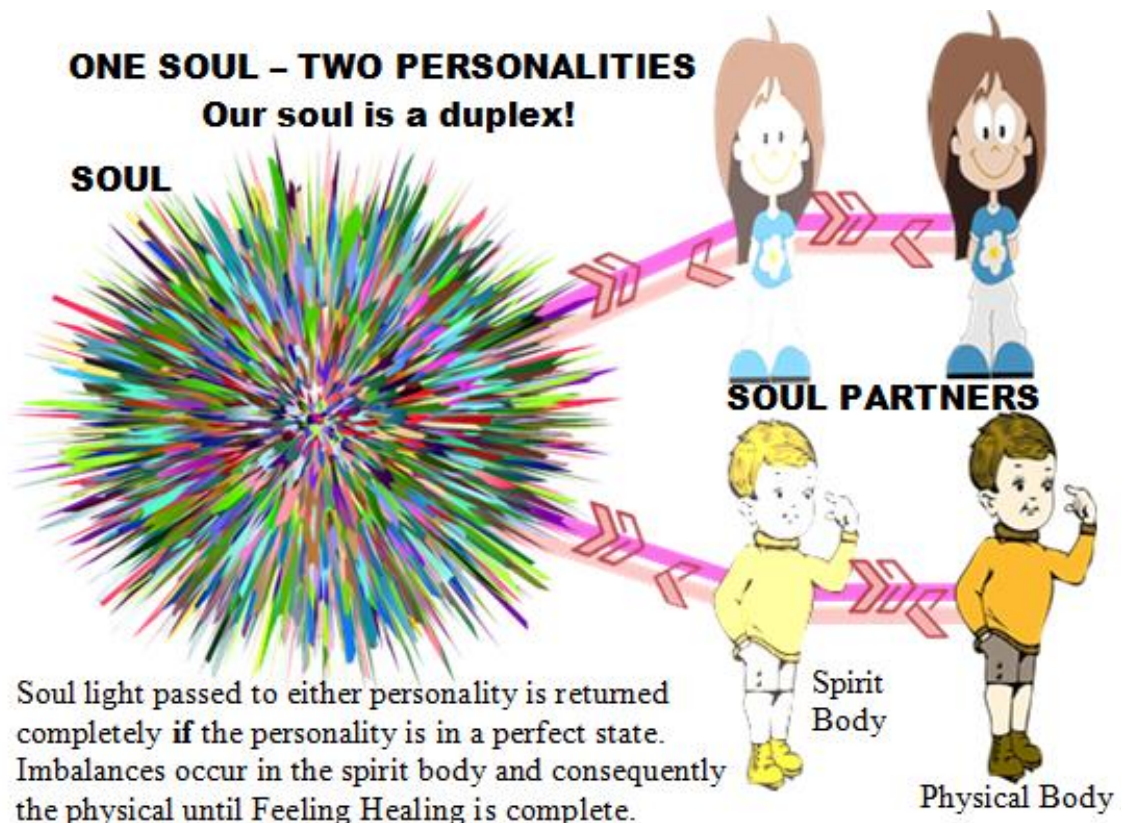 ONE SOUL – TWO PERSONALITIES
Our soul is a duplex!
SOUL
SOUL PARTNERS
Spirit
Body
Physical Body
Soul light passed to either personality is returned
completely if the personality is in a perfect state.
Imbalances occur in the spirit body and consequently
the physical until Feeling Healing is complete.